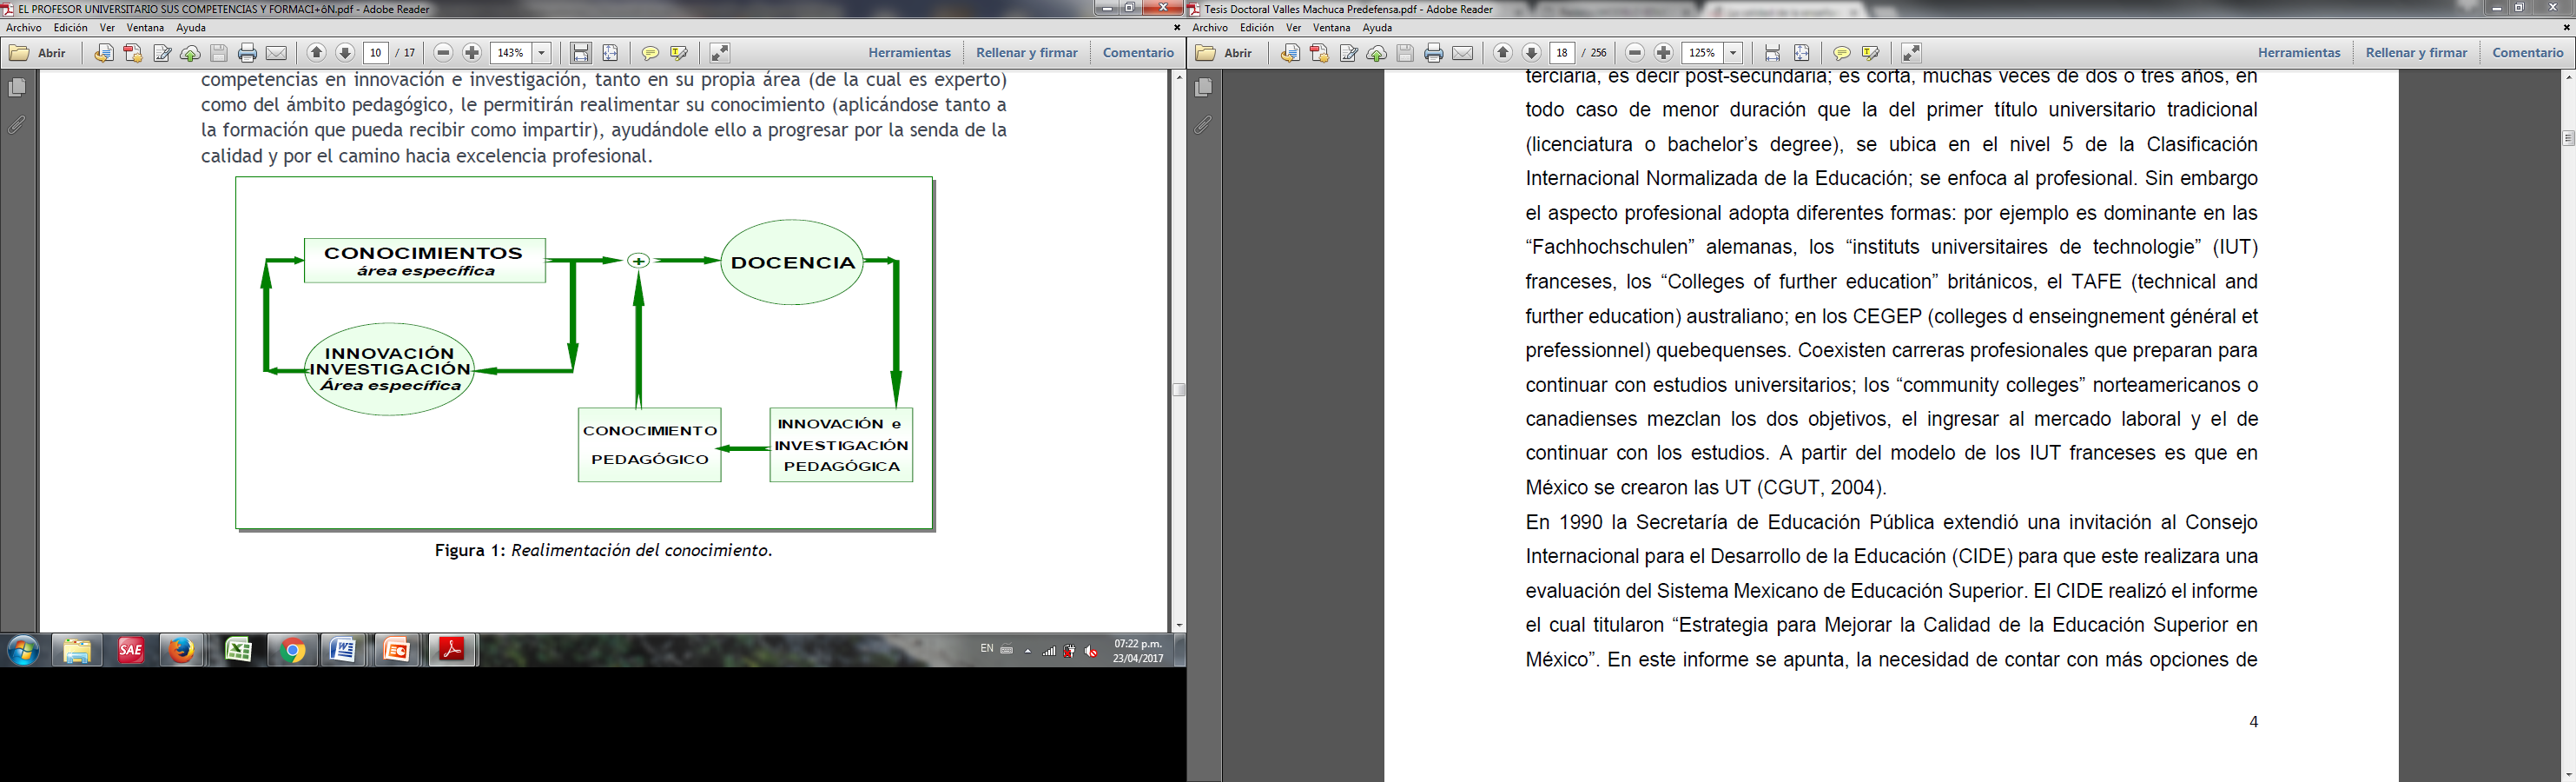 EL PROFESOR UNIVERSITARIO SUS COMPETENCIAS Y FORMACI+ôN.pdf - Adobe Reader
Archivo Edición Ver Ventana Ayuda
Abrir 10 / 17 143% Herramientas Rellenar y firmar Comentario
competencias en innovación e investigación, tanto en su propia área (de la cual es experto)
como del ámbito pedagógico, le permitirán realimentar su conocimiento (aplicándose tanto a
la formación que pueda recibir como impartir), ayudándole ello a progresar por la senda de la
calidad y por el camino hacia excelencia profesional.
CONOCIMIENTOS
área específica
+
DOCENCIA
INNOVACIÓN
INVESTIGACIÓN
Área específica
CONOCIMIENTO
PEDAGÓGICO
INNOVACIÓN e
INVESTIGACIÓN
PEDAGÓGICA
Figura 1: Realimentación del conocimiento.
SAE
EN
07:22 p.m.
23/04/2017
Tesis Doctoral Valles Machuca Predefensa.pdf - Adobe Reader
Archivo Edición Ver Ventana Ayuda
Abrir 18 / 256 125% Herramientas Rellenar y firmar Comentario
terciaria, es decir post-secundaria; es corta, muchas veces de dos o tres años, en
todo caso de menor duración que la del primer título universitario tradicional
(licenciatura o bachelor's degree), se ubica en el nivel 5 de la Clasificación
Internacional Normalizada de la Educación; se enfoca al profesional. Sin embargo
el aspecto profesional adopta diferentes formas: por ejemplo es dominante en las
“Fachhochschulen” alemanas, los “instituts universitaires de technologie” (IUT)
franceses, los “Colleges of further education” británicos, el TAFE (technical and
further education) australiano; en los CEGEP (colleges d enseingnement général et
prefessionnel) quebequenses. Coexisten carreras profesionales que preparan para
continuar con estudios universitarios; los “community colleges” norteamericanos o
canadienses mezclan los dos objetivos, el ingresar al mercado laboral y el de
continuar con los estudios. A partir del modelo de los IUT franceses es que en
México se crearon las UT (CGUT, 2004).
En 1990 la Secretaría de Educación Pública extendió una invitación al Consejo
Internacional para el Desarrollo de la Educación (CIDE) para que este realizara una
evaluación del Sistema Mexicano de Educación Superior. El CIDE realizó el informe
el cual titularon “Estrategia para Mejorar la Calidad de la Educación Superior en
México”. En este informe se apunta, la necesidad de contar con más opciones de
4